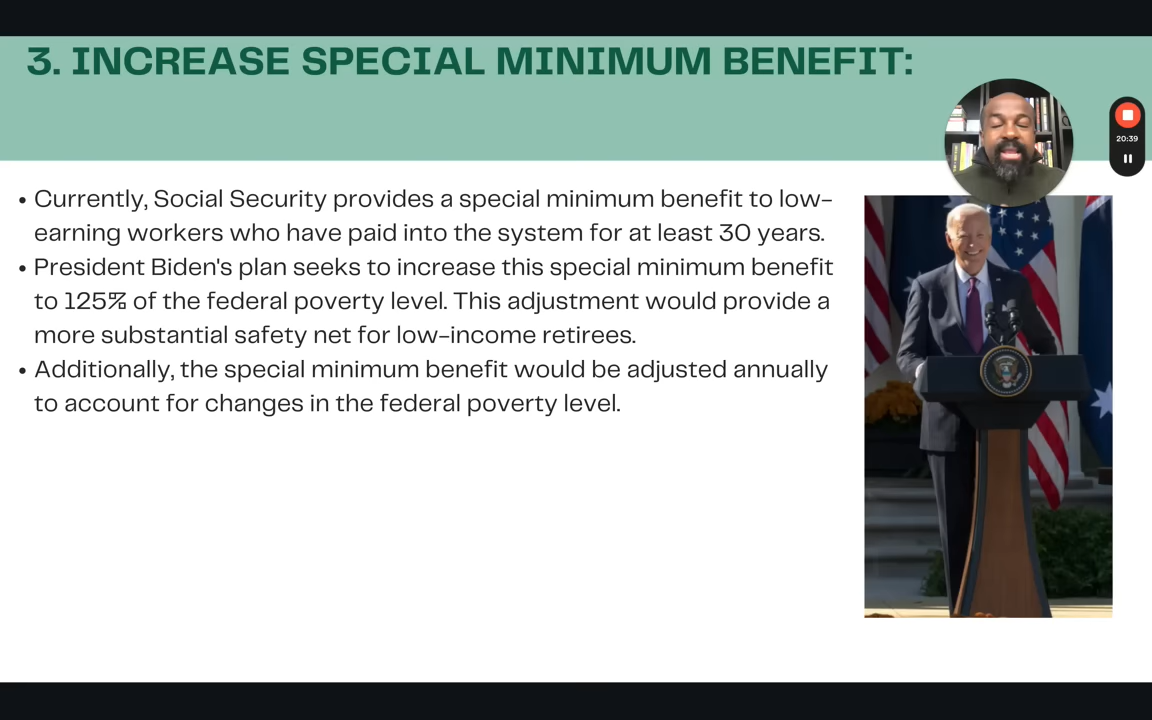 3. INCREASE SPECIAL MINIMUM BENEFIT:
• Currently, Social Security provides a special minimum benefit to low-
earning workers who have paid into the system for at least 30 years.
• President Biden's plan seeks to increase this special minimum benefit
to 125% of the federal poverty level. This adjustment would provide a
more substantial safety net for low-income retirees.
• Additionally, the special minimum benefit would be adjusted annually
to account for changes in the federal poverty level.
20:39